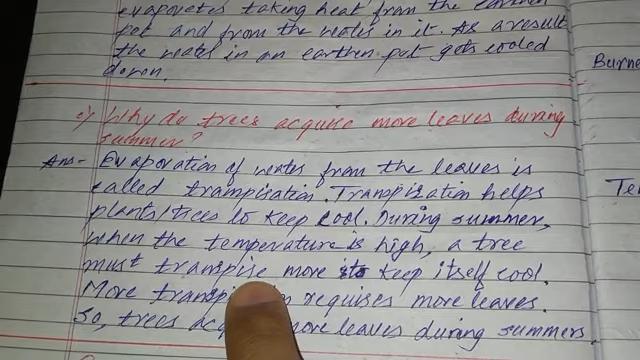 evaporates taking heat from the earthen
pot and from the water in it. As a result
the water in an earthen pot gets cooled
down.
Burne
c) Why do trees acquire more leaves during
summer?
Ans- Evaporation of water from the leaves is
called transpiration. Transpiration helps
plants/trees to keep cool. During summer,
when the temperature is high, a tree
must transpire more to keep itself cool.
More requires more leaves.
So, trees more leaves during summers
Te